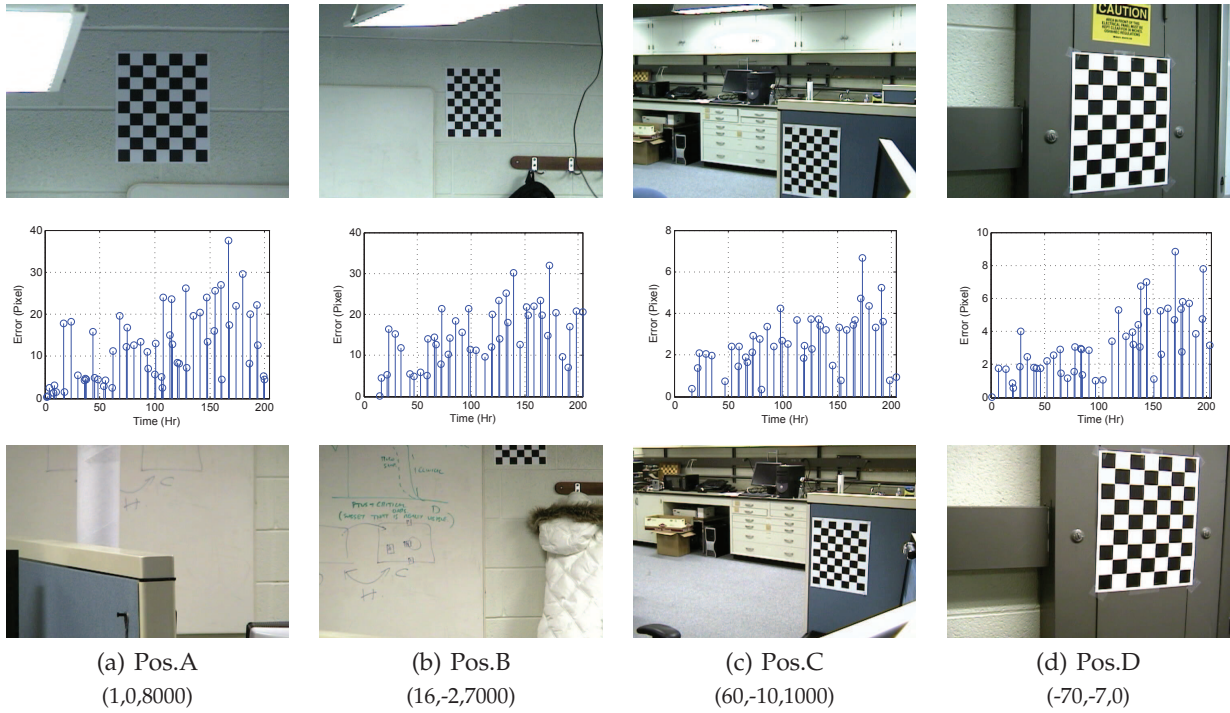 CAUTION
40
30
20
10
0
Error (Pixel)
0 50 100 150 200
Time (Hr)
40
30
20
10
0
Error (Pixel)
0 50 100 150 200
Time (Hr)
8
6
4
2
0
Error (Pixel)
0 50 100 150 200
Time (Hr)
10
8
6
4
2
0
Error (Pixel)
0 50 100 150 200
Time (Hr)
H C
H C
(a) Pos.A
(b) Pos.B
(c) Pos.C
(d) Pos.D
(1,0,8000)
(16,-2,7000)
(60,-10,1000)
(-70,-7,0)